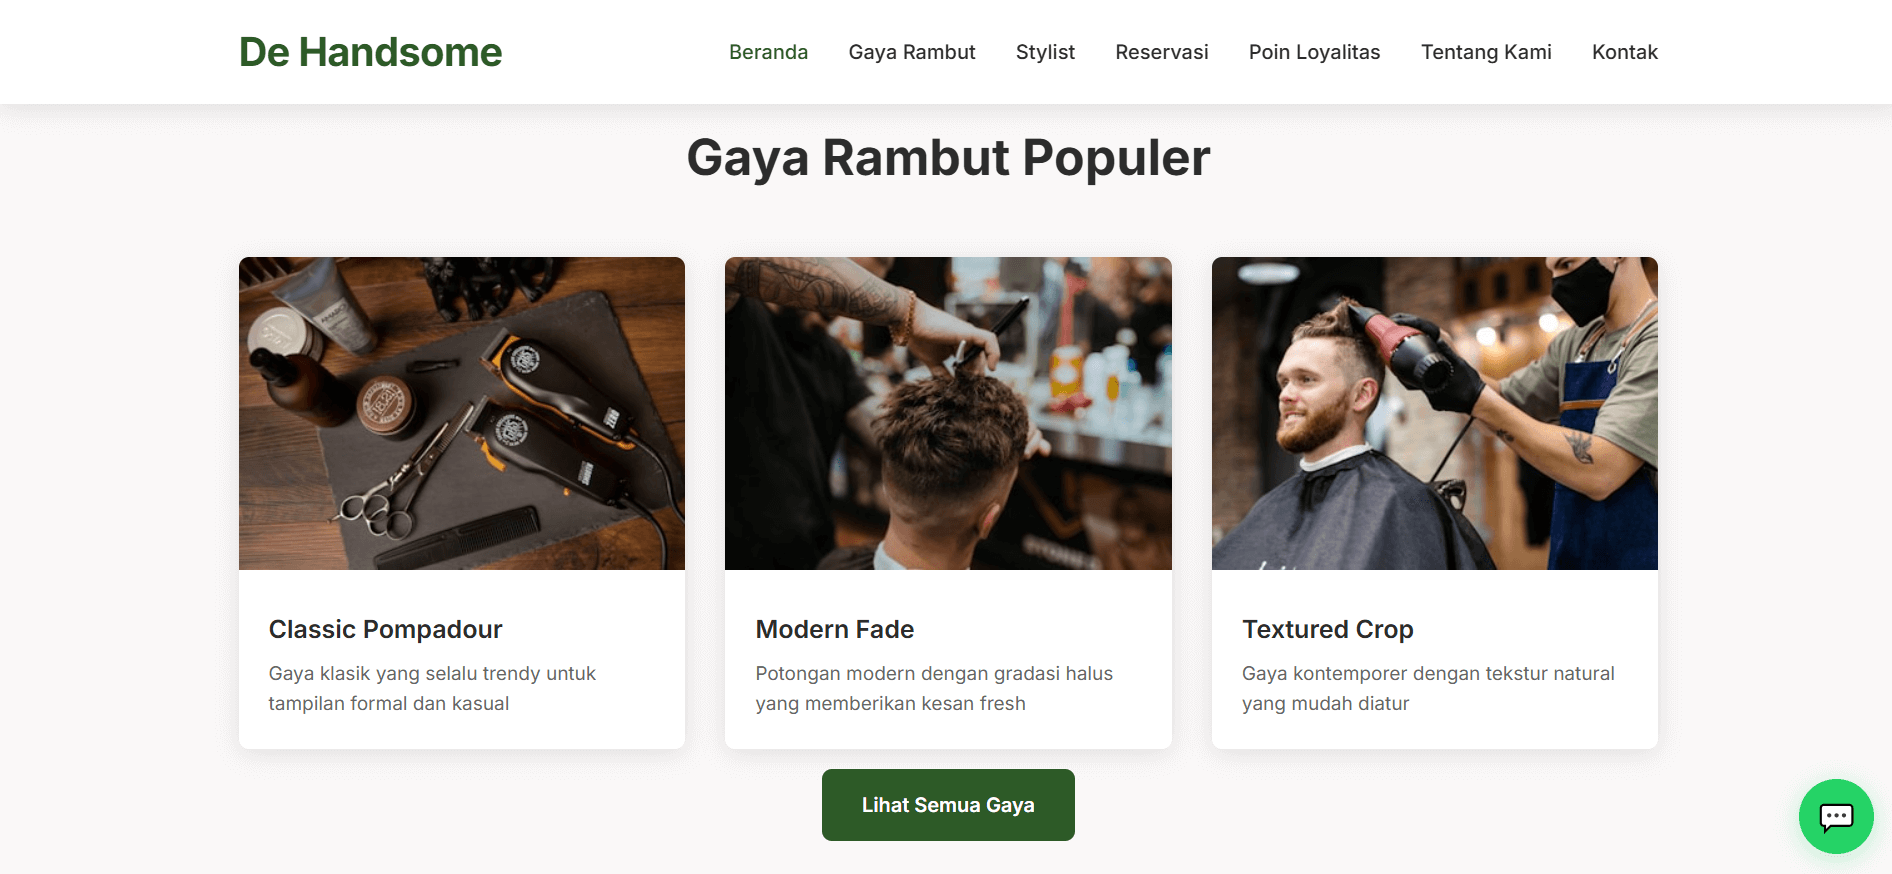 De Handsome
Beranda
Gaya Rambut
Stylist
Reservasi
Poin Loyalitas
Tentang Kami
Kontak
Gaya Rambut Populer
Classic Pompadour
Gaya klasik yang selalu trendy untuk
tampilan formal dan kasual
Modern Fade
Potongan modern dengan gradasi halus
yang memberikan kesan fresh
Textured Crop
Gaya kontemporer dengan tekstur natural
yang mudah diatur
Lihat Semua Gaya